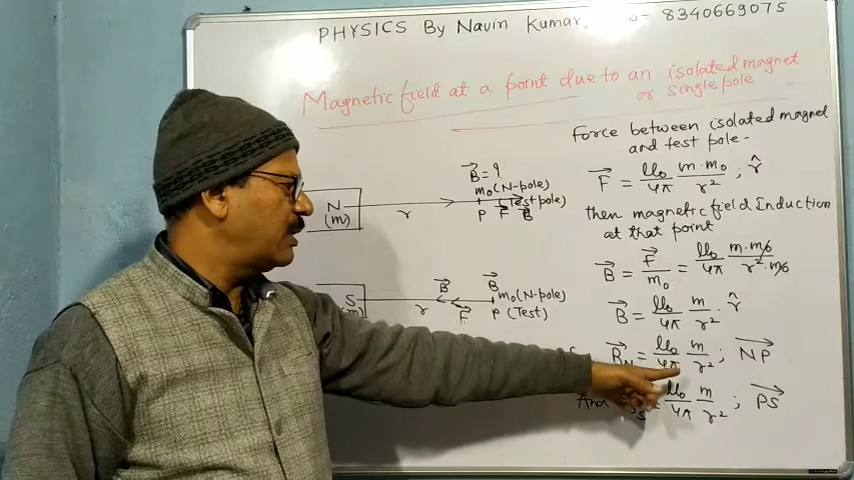 PHYSICS By Navin Kumar, 8340669075
Magnetic field at a point due to an isolated magnet
or single pole
Force between isolated magned
and test pole -
F⃗ = μ₀/4π m·m₀/r² ; r̂
then magnetic field Induction
at that point
B⃗ = F⃗/m₀ = μ₀/4π m·m₀/r²·m₀
B⃗ = μ₀/4π m/r² · r̂
B⃗N = μ₀/4π m/r² ; NP⃗
And S = μ₀/4π m/r² ; PS⃗
B⃗ = ?
m₀ (N-pole)
(Test pole)
N
(m)
r
P F⃗ B⃗
B⃗ B⃗
S
(m)
m₀ (N-pole)
r F⃗ P (Test)